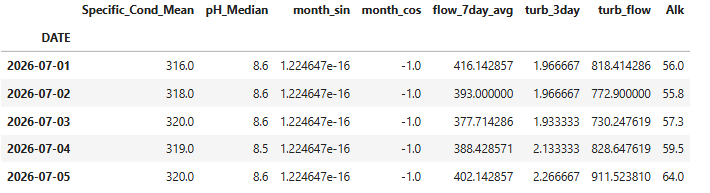 Specific_Cond_Mean pH_Median month_sin month_cos flow_7day_avg turb_3day turb_flow Alk
DATE
2026-07-01 316.0 8.6 1.224647e-16 -1.0 416.142857 1.966667 818.414286 56.0
2026-07-02 318.0 8.6 1.224647e-16 -1.0 393.000000 1.966667 772.900000 55.8
2026-07-03 320.0 8.6 1.224647e-16 -1.0 377.714286 1.933333 730.247619 57.3
2026-07-04 319.0 8.5 1.224647e-16 -1.0 388.428571 2.133333 828.647619 59.5
2026-07-05 320.0 8.6 1.224647e-16 -1.0 402.142857 2.266667 911.523810 64.0